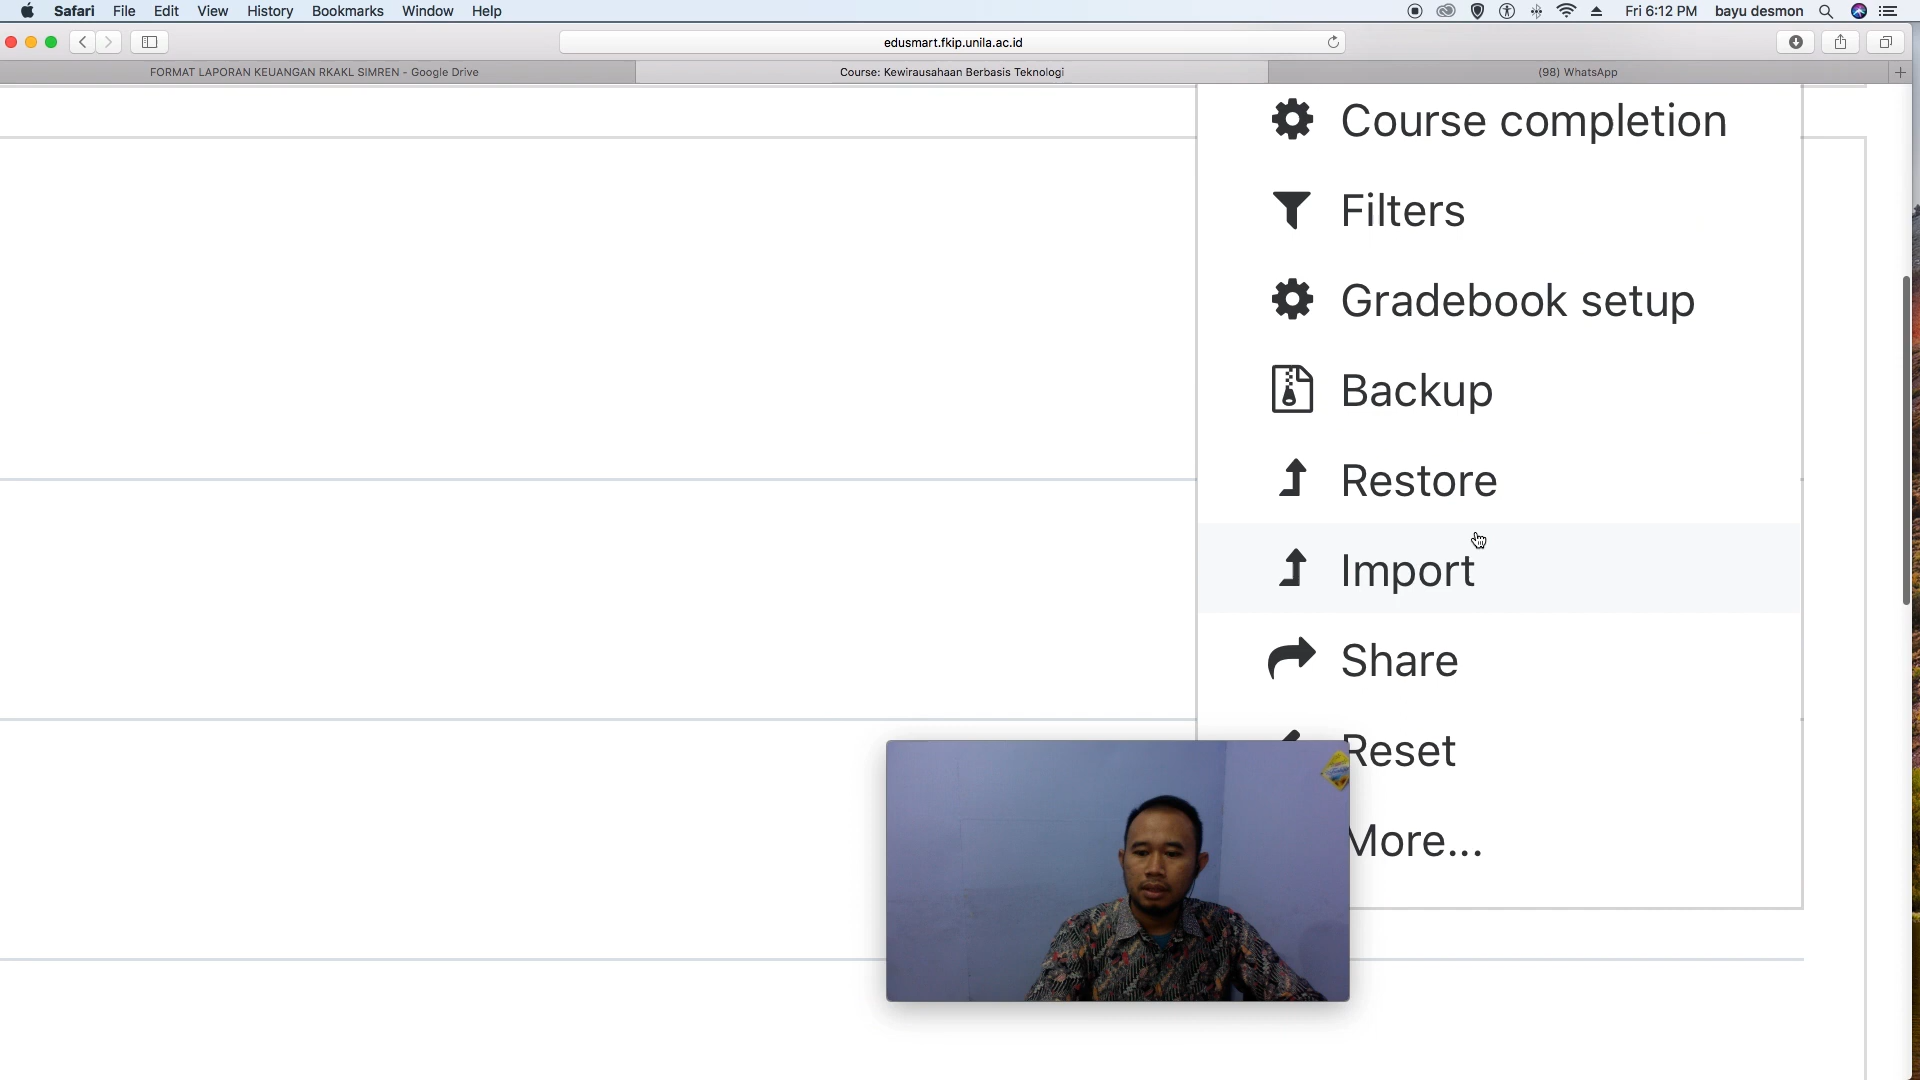 Safari File Edit View History Bookmarks Window Help Fri 6:12 PM bayu desmon
edusmart.fkip.unila.ac.id
FORMAT LAPORAN KEUANGAN RKAKL SIMREN - Google Drive
Course: Kewirausahaan Berbasis Teknologi
(98) WhatsApp
Course completion
Filters
Gradebook setup
Backup
Restore
Import
Share
Reset
More...